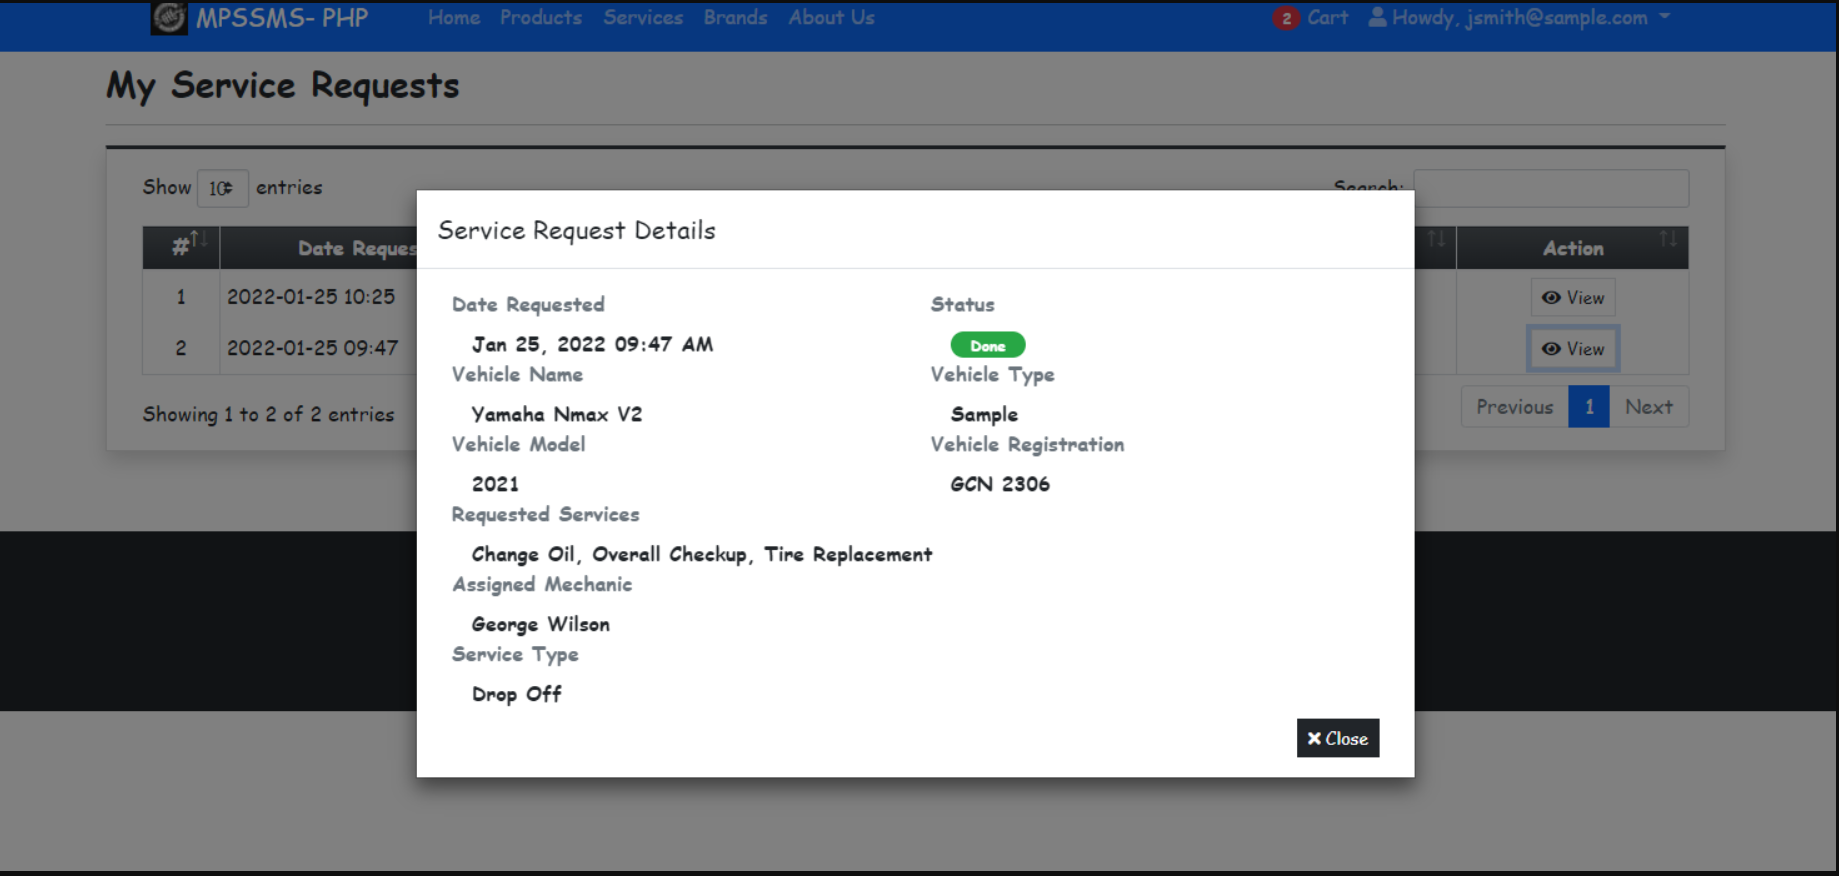 MPSSMS- PHP Home Products Services Brands About Us 2 Cart Howdy, jsmith@sample.com
My Service Requests
Show 10 entries
Search:
# Date Reques Action
1 2022-01-25 10:25 View
2 2022-01-25 09:47 View
Showing 1 to 2 of 2 entries
Previous 1 Next
Service Request Details
Date Requested Status
Jan 25, 2022 09:47 AM Done
Vehicle Name Vehicle Type
Yamaha Nmax V2 Sample
Vehicle Model Vehicle Registration
2021 GCN 2306
Requested Services
Change Oil, Overall Checkup, Tire Replacement
Assigned Mechanic
George Wilson
Service Type
Drop Off
Close